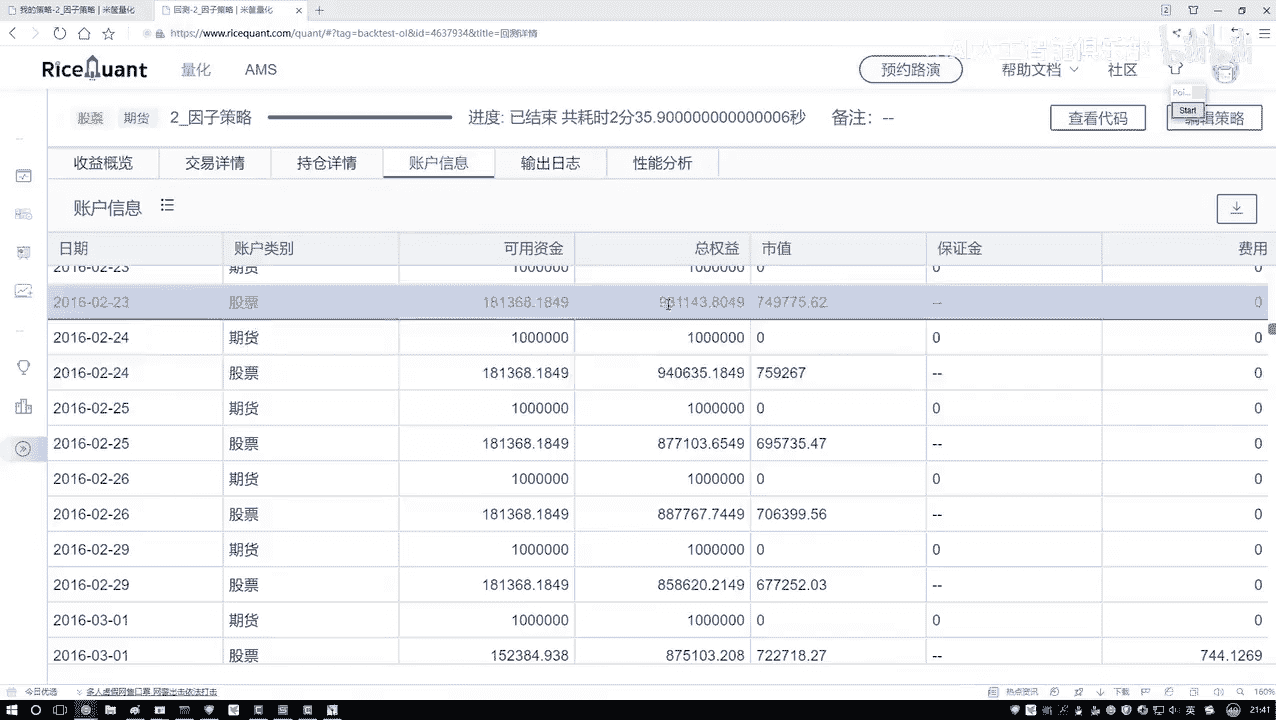 我的策略-2_因子策略 | 米筐量化
回测-2_因子策略 | 米筐量化
https://www.ricequant.com/quant/#?tag=backtest-ol&id=4637934&title=回测详情
RiceQuant 量化 AMS 预约路演 帮助文档 社区
Poi...
Start
股票 期货 2_因子策略 进度: 已结束 共耗时2分35.900000000000006秒 备注: -- 查看代码 编辑策略
收益概览 交易详情 持仓详情 账户信息 输出日志 性能分析
账户信息
日期 账户类别 可用资金 总权益 市值 保证金 费用
2016-02-23 期货 1000000 1000000 0 0 0
2016-02-23 股票 181368.1849 931143.8049 749775.62 -- 0
2016-02-24 期货 1000000 1000000 0 0 0
2016-02-24 股票 181368.1849 940635.1849 759267 -- 0
2016-02-25 期货 1000000 1000000 0 0 0
2016-02-25 股票 181368.1849 877103.6549 695735.47 -- 0
2016-02-26 期货 1000000 1000000 0 0 0
2016-02-26 股票 181368.1849 887767.7449 706399.56 -- 0
2016-02-29 期货 1000000 1000000 0 0 0
2016-02-29 股票 181368.1849 858620.2149 677252.03 -- 0
2016-03-01 期货 1000000 1000000 0 0 0
2016-03-01 股票 152384.938 875103.208 722718.27 -- 744.1269
今日优选 多人虚假网售口罩 网警出击依法打击 热点资讯 下载 160%
英 21:41